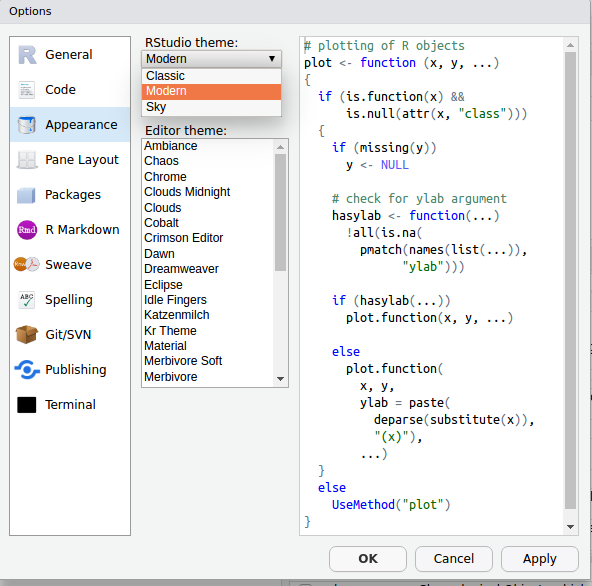 Options
General
Code
Appearance
Pane Layout
Packages
Rmd R Markdown
Sweave
ABC Spelling
Git/SVN
Publishing
Terminal
RStudio theme:
Modern
Classic
Modern
Sky
Editor theme:
Ambiance
Chaos
Chrome
Clouds Midnight
Clouds
Cobalt
Crimson Editor
Dawn
Dreamweaver
Eclipse
Idle Fingers
Katzenmilch
Kr Theme
Material
Merbivore Soft
Merbivore
# plotting of R objects
plot <- function (x, y, ...)
{
  if (is.function(x) &&
      is.null(attr(x, "class")))
  {
    if (missing(y))
      y <- NULL
    # check for ylab argument
    hasylab <- function(...)
      !all(is.na(
        pmatch(names(list(...)),
              "ylab")))
    if (hasylab(...))
      plot.function(x, y, ...)
    else
      plot.function(
        x, y,
        ylab = paste(
          deparse(substitute(x)),
          "(x)"),
        ...)
  }
  else
    UseMethod("plot")
}
OK
Cancel
Apply